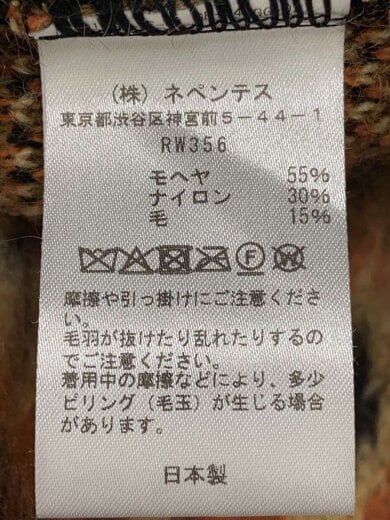 (株)ネペンテス
東京都渋谷区神宮前5-44-1
RW356
モヘヤ 55%
ナイロン 30%
毛 15%
F W
摩擦や引っ掛けにご注意くださ
い。
毛羽が抜けたり乱れたりするの
でご注意ください。
着用中の摩擦などにより、多少
ピリング(毛玉)が生じる場合
があります。
日本製